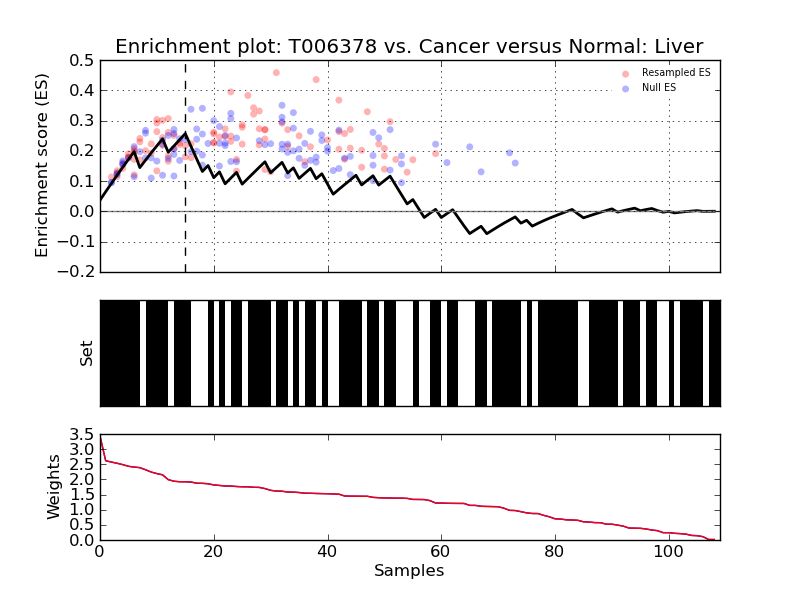 Enrichment plot: T006378 vs. Cancer versus Normal: Liver
Enrichment score (ES)
0.5
0.4
0.3
0.2
0.1
0.0
−0.1
−0.2
Resampled ES
Null ES
Set
Weights
3.5
3.0
2.5
2.0
1.5
1.0
0.5
0.0
0 20 40 60 80 100
Samples